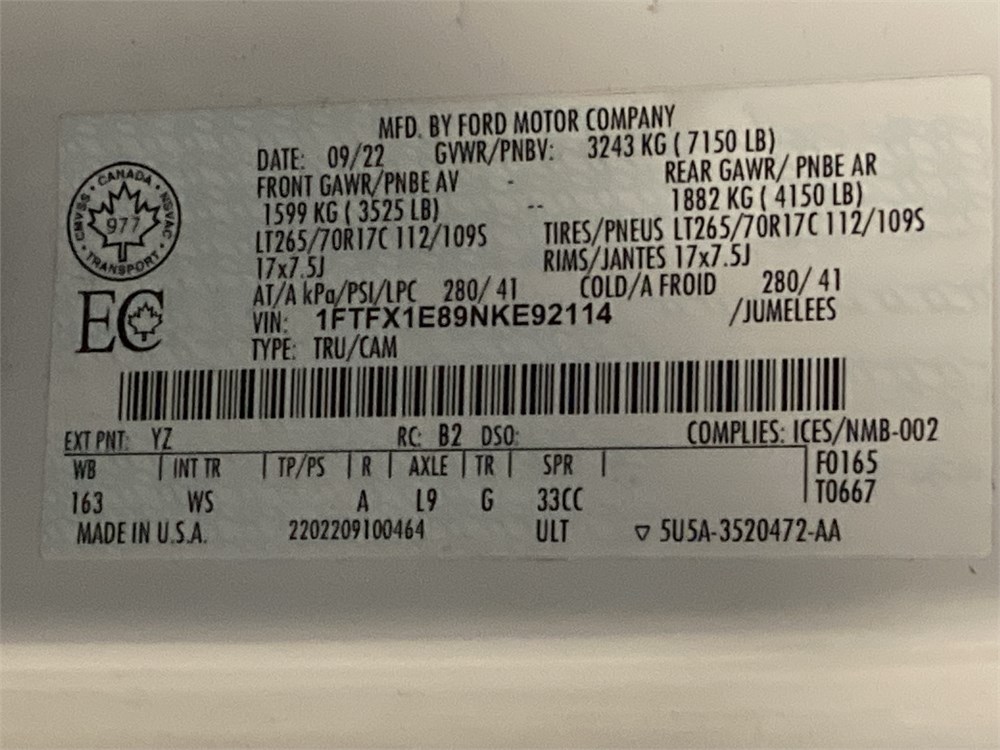 MFD. BY FORD MOTOR COMPANY
DATE: 09/22 GVWR/PNBV: 3243 KG ( 7150 LB)
FRONT GAWR/PNBE AV - REAR GAWR/ PNBE AR
1599 KG ( 3525 LB) -- 1882 KG ( 4150 LB)
LT265/70R17C 112/109S TIRES/PNEUS LT265/70R17C 112/109S
17x7.5J RIMS/JANTES 17x7.5J
AT/A kPa/PSI/LPC 280/ 41 COLD/A FROID 280/ 41
VIN: 1FTFX1E89NKE92114 /JUMELEES
TYPE: TRU/CAM
CANADA
CMVSS 977 NSVAC
TRANSPORT
EC
EXT PNT: YZ RC: B2 DSO: COMPLIES: ICES/NMB-002
WB | INT TR | TP/PS | R | AXLE | TR | SPR | F0165
163 WS A L9 G 33CC T0667
MADE IN U.S.A. 2202209100464 ULT ▽ 5U5A-3520472-AA